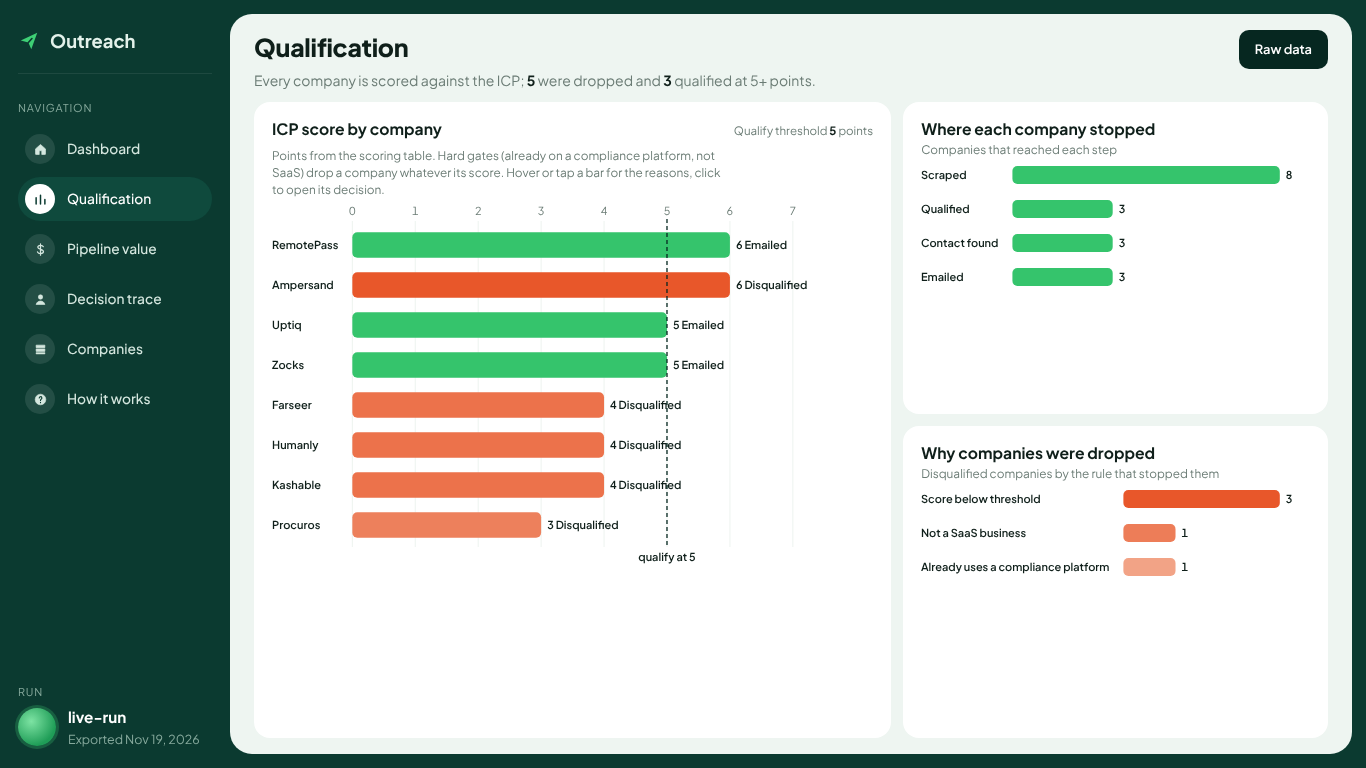 Outreach
NAVIGATION
Dashboard
Qualification
Pipeline value
Decision trace
Companies
How it works
RUN
live-run
Exported Nov 19, 2026
Qualification
Raw data
Every company is scored against the ICP; 5 were dropped and 3 qualified at 5+ points.
ICP score by company
Qualify threshold 5 points
Points from the scoring table. Hard gates (already on a compliance platform, not
SaaS) drop a company whatever its score. Hover or tap a bar for the reasons, click
to open its decision.
0 1 2 3 4 5 6 7
RemotePass 6 Emailed
Ampersand 6 Disqualified
Uptiq 5 Emailed
Zocks 5 Emailed
Farseer 4 Disqualified
Humanly 4 Disqualified
Kashable 4 Disqualified
Procuros 3 Disqualified
qualify at 5
Where each company stopped
Companies that reached each step
Scraped 8
Qualified 3
Contact found 3
Emailed 3
Why companies were dropped
Disqualified companies by the rule that stopped them
Score below threshold 3
Not a SaaS business 1
Already uses a compliance platform 1